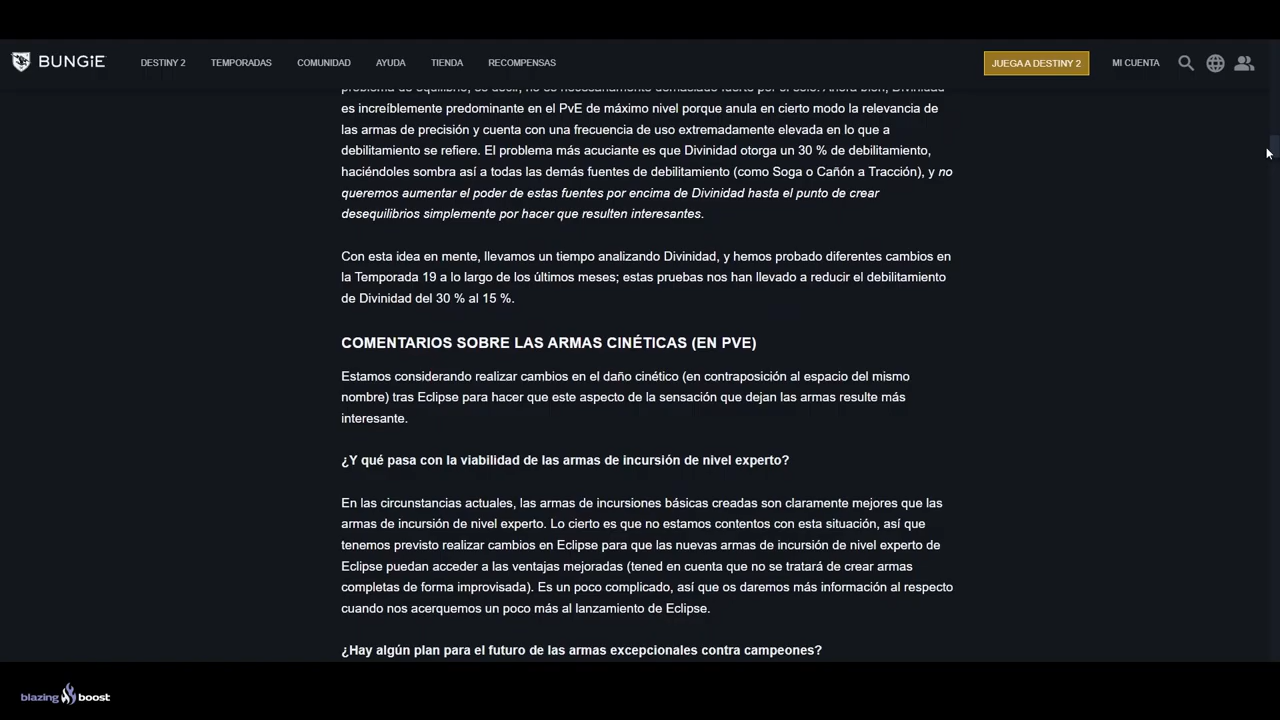 BUNGiE
DESTINY 2
TEMPORADAS
COMUNIDAD
AYUDA
TIENDA
RECOMPENSAS
JUEGA A DESTINY 2
MI CUENTA
problema de equilibrio, es decir, no es necesariamente demasiado fuerte por sí solo. Ahora bien, Divinidad
es increíblemente predominante en el PvE de máximo nivel porque anula en cierto modo la relevancia de
las armas de precisión y cuenta con una frecuencia de uso extremadamente elevada en lo que a
debilitamiento se refiere. El problema más acuciante es que Divinidad otorga un 30 % de debilitamiento,
haciéndoles sombra así a todas las demás fuentes de debilitamiento (como Soga o Cañón a Tracción), y no
queremos aumentar el poder de estas fuentes por encima de Divinidad hasta el punto de crear
desequilibrios simplemente por hacer que resulten interesantes.
Con esta idea en mente, llevamos un tiempo analizando Divinidad, y hemos probado diferentes cambios en
la Temporada 19 a lo largo de los últimos meses; estas pruebas nos han llevado a reducir el debilitamiento
de Divinidad del 30 % al 15 %.
COMENTARIOS SOBRE LAS ARMAS CINÉTICAS (EN PVE)
Estamos considerando realizar cambios en el daño cinético (en contraposición al espacio del mismo
nombre) tras Eclipse para hacer que este aspecto de la sensación que dejan las armas resulte más
interesante.
¿Y qué pasa con la viabilidad de las armas de incursión de nivel experto?
En las circunstancias actuales, las armas de incursiones básicas creadas son claramente mejores que las
armas de incursión de nivel experto. Lo cierto es que no estamos contentos con esta situación, así que
tenemos previsto realizar cambios en Eclipse para que las nuevas armas de incursión de nivel experto de
Eclipse puedan acceder a las ventajas mejoradas (tened en cuenta que no se tratará de crear armas
completas de forma improvisada). Es un poco complicado, así que os daremos más información al respecto
cuando nos acerquemos un poco más al lanzamiento de Eclipse.
¿Hay algún plan para el futuro de las armas excepcionales contra campeones?
blazing boost